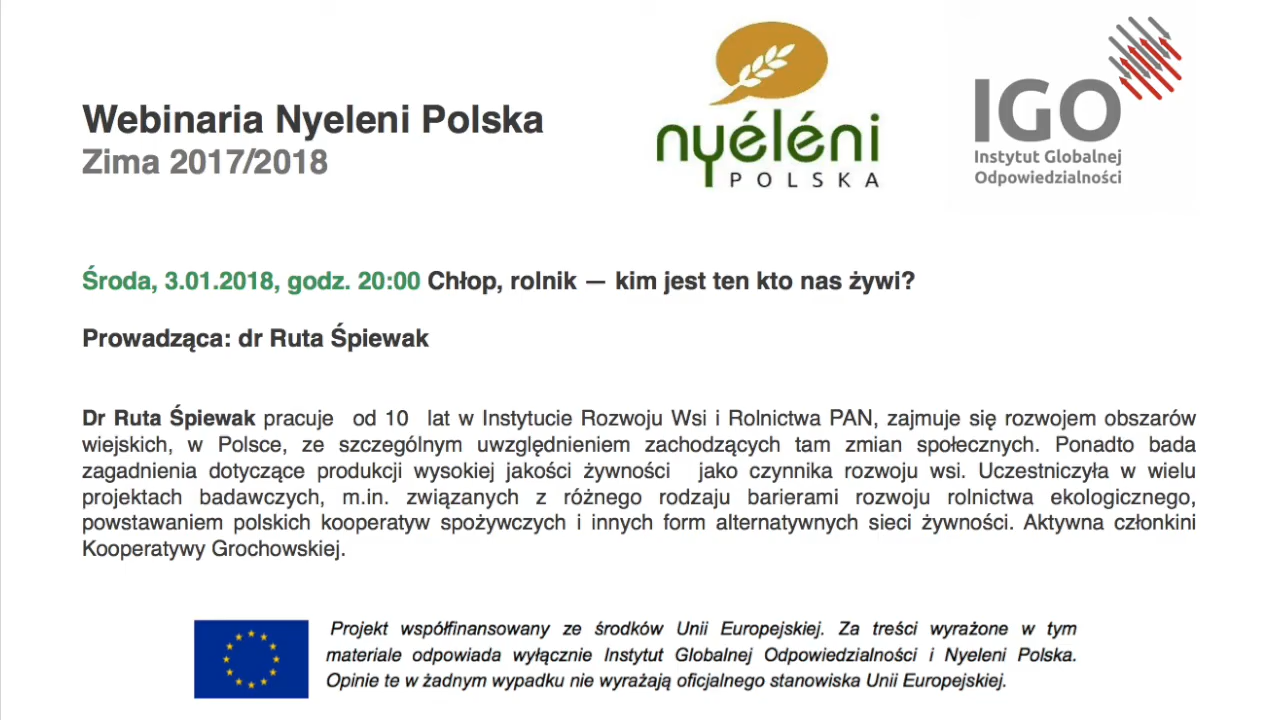 Webinaria Nyeleni Polska
Zima 2017/2018
nyéléni
POLSKA
IGO
Instytut Globalnej
Odpowiedzialności
Środa, 3.01.2018, godz. 20:00 Chłop, rolnik — kim jest ten kto nas żywi?
Prowadząca: dr Ruta Śpiewak
Dr Ruta Śpiewak pracuje od 10 lat w Instytucie Rozwoju Wsi i Rolnictwa PAN, zajmuje się rozwojem obszarów
wiejskich, w Polsce, ze szczególnym uwzględnieniem zachodzących tam zmian społecznych. Ponadto bada
zagadnienia dotyczące produkcji wysokiej jakości żywności jako czynnika rozwoju wsi. Uczestniczyła w wielu
projektach badawczych, m.in. związanych z różnego rodzaju barierami rozwoju rolnictwa ekologicznego,
powstawaniem polskich kooperatyw spożywczych i innych form alternatywnych sieci żywności. Aktywna członkini
Kooperatywy Grochowskiej.
Projekt współfinansowany ze środków Unii Europejskiej. Za treści wyrażone w tym
materiale odpowiada wyłącznie Instytut Globalnej Odpowiedzialności i Nyeleni Polska.
Opinie te w żadnym wypadku nie wyrażają oficjalnego stanowiska Unii Europejskiej.